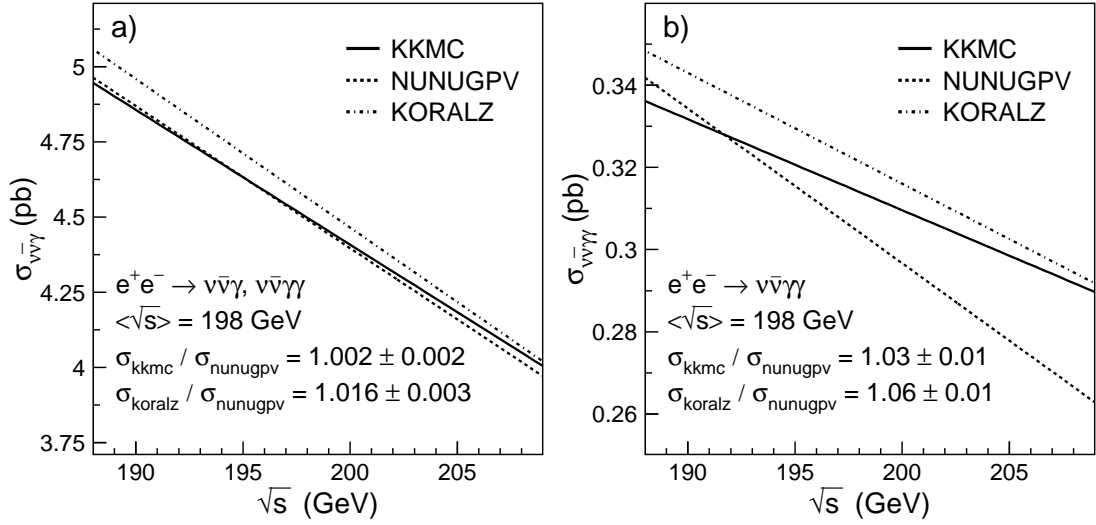 a)
KKMC
NUNUGPV
KORALZ
5
4.75
4.5
4.25
4
3.75
σνν̄γ (pb)
e⁺e⁻ → νν̄γ, νν̄γγ
<√s> = 198 GeV
σkkmc / σnunugpv = 1.002 ± 0.002
σkoralz / σnunugpv = 1.016 ± 0.003
190 195 200 205
√s (GeV)
b)
KKMC
NUNUGPV
KORALZ
0.34
0.32
0.3
0.28
0.26
σνν̄γγ (pb)
e⁺e⁻ → νν̄γγ
<√s> = 198 GeV
σkkmc / σnunugpv = 1.03 ± 0.01
σkoralz / σnunugpv = 1.06 ± 0.01
190 195 200 205
√s (GeV)